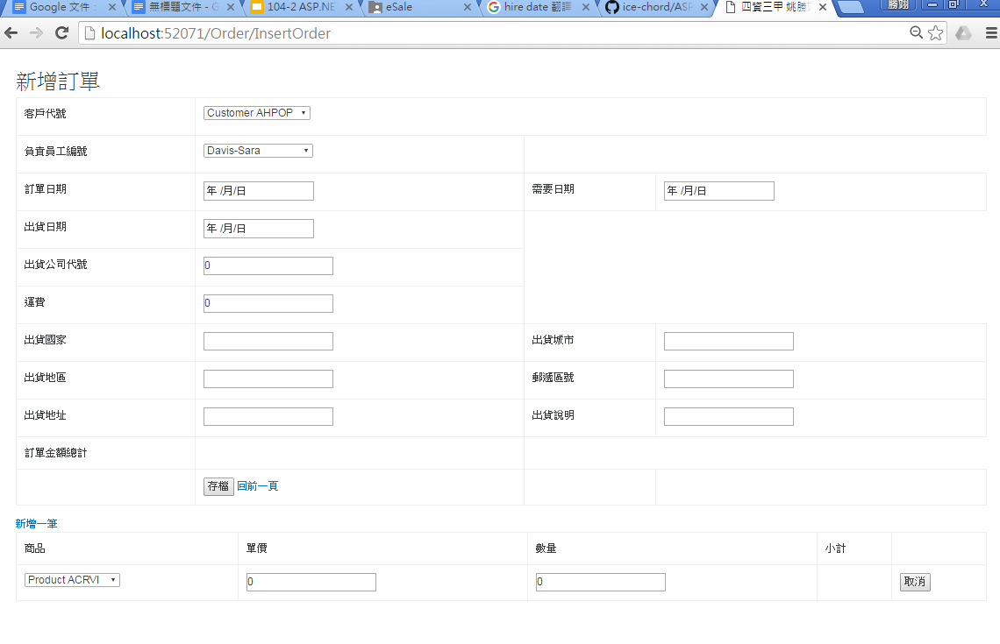 Google 文件
無標題文件 - G
104-2 ASP.NE
eSale
hire date 翻譯
ice-chord/ASP
四資三甲 姚勝
勝翊
localhost:52071/Order/InsertOrder
新增訂單
客戶代號 Customer AHPOP
負責員工編號 Davis-Sara
訂單日期 年 /月/日 需要日期 年 /月/日
出貨日期 年 /月/日
出貨公司代號 0
運費 0
出貨國家 出貨城市
出貨地區 郵遞區號
出貨地址 出貨說明
訂單金額總計
存檔 回前一頁
新增一筆
商品 單價 數量 小計
Product ACRVI 0 0 取消